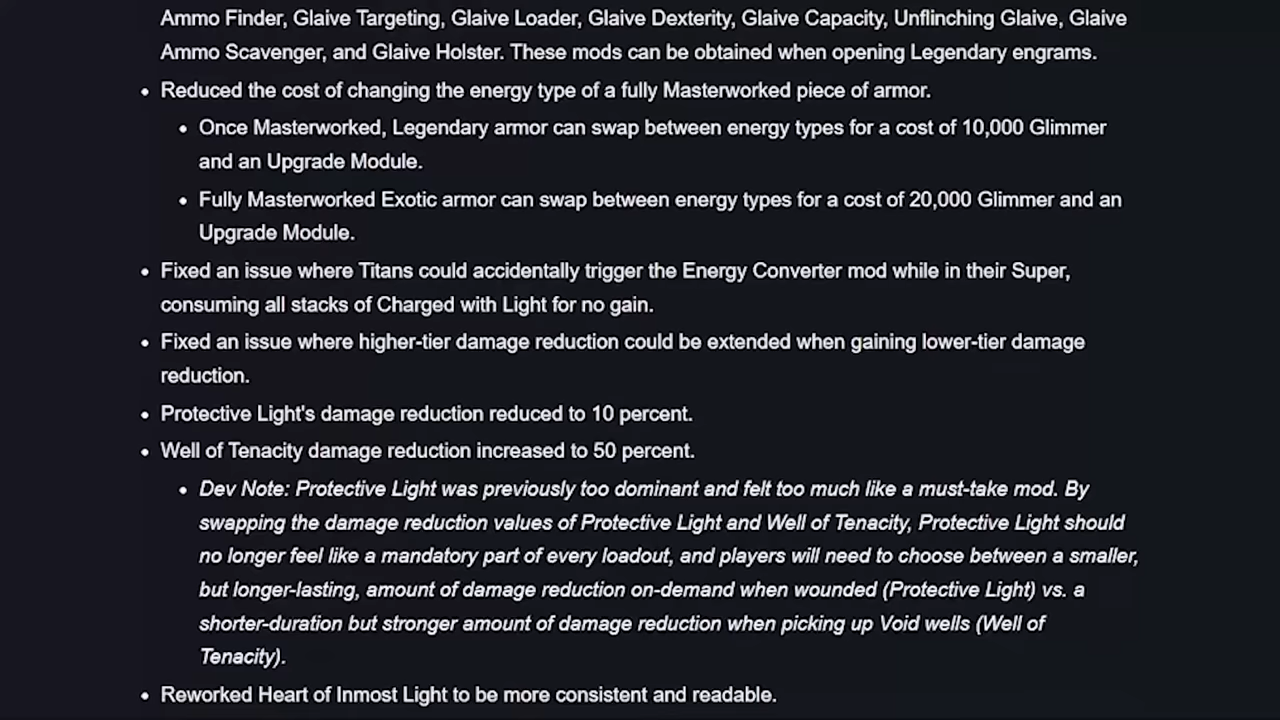 Ammo Finder, Glaive Targeting, Glaive Loader, Glaive Dexterity, Glaive Capacity, Unflinching Glaive, Glaive
Ammo Scavenger, and Glaive Holster. These mods can be obtained when opening Legendary engrams.
• Reduced the cost of changing the energy type of a fully Masterworked piece of armor.
• Once Masterworked, Legendary armor can swap between energy types for a cost of 10,000 Glimmer
and an Upgrade Module.
• Fully Masterworked Exotic armor can swap between energy types for a cost of 20,000 Glimmer and an
Upgrade Module.
• Fixed an issue where Titans could accidentally trigger the Energy Converter mod while in their Super,
consuming all stacks of Charged with Light for no gain.
• Fixed an issue where higher-tier damage reduction could be extended when gaining lower-tier damage
reduction.
• Protective Light's damage reduction reduced to 10 percent.
• Well of Tenacity damage reduction increased to 50 percent.
• Dev Note: Protective Light was previously too dominant and felt too much like a must-take mod. By
swapping the damage reduction values of Protective Light and Well of Tenacity, Protective Light should
no longer feel like a mandatory part of every loadout, and players will need to choose between a smaller,
but longer-lasting, amount of damage reduction on-demand when wounded (Protective Light) vs. a
shorter-duration but stronger amount of damage reduction when picking up Void wells (Well of
Tenacity).
• Reworked Heart of Inmost Light to be more consistent and readable.